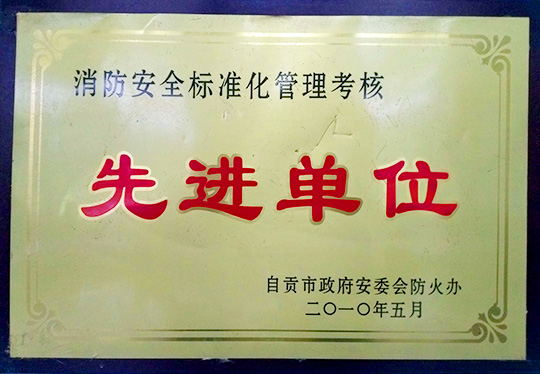 消防安全标准化管理考核
先进单位
自贡市政府安委会防火办
二〇一〇年五月